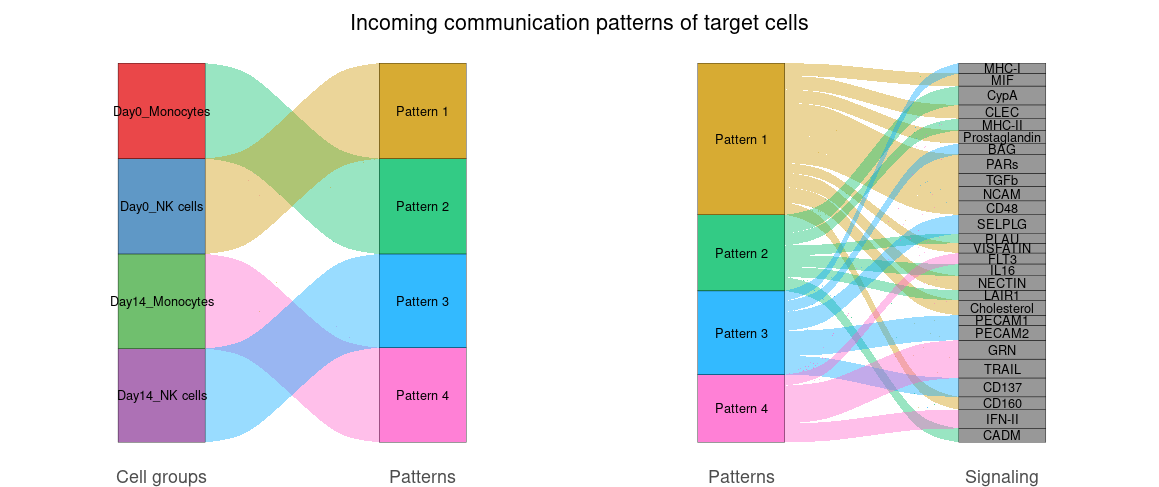 Incoming communication patterns of target cells
Day0_Monocytes
Day0_NK cells
Day14_Monocytes
Day14_NK cells
Pattern 1
Pattern 2
Pattern 3
Pattern 4
Cell groups
Patterns
Pattern 1
Pattern 2
Pattern 3
Pattern 4
MHC-I
MIF
CypA
CLEC
MHC-II
Prostaglandin
BAG
PARs
TGFb
NCAM
CD48
SELPLG
PLAU
VISFATIN
FLT3
IL16
NECTIN
LAIR1
Cholesterol
PECAM1
PECAM2
GRN
TRAIL
CD137
CD160
IFN-II
CADM
Patterns
Signaling